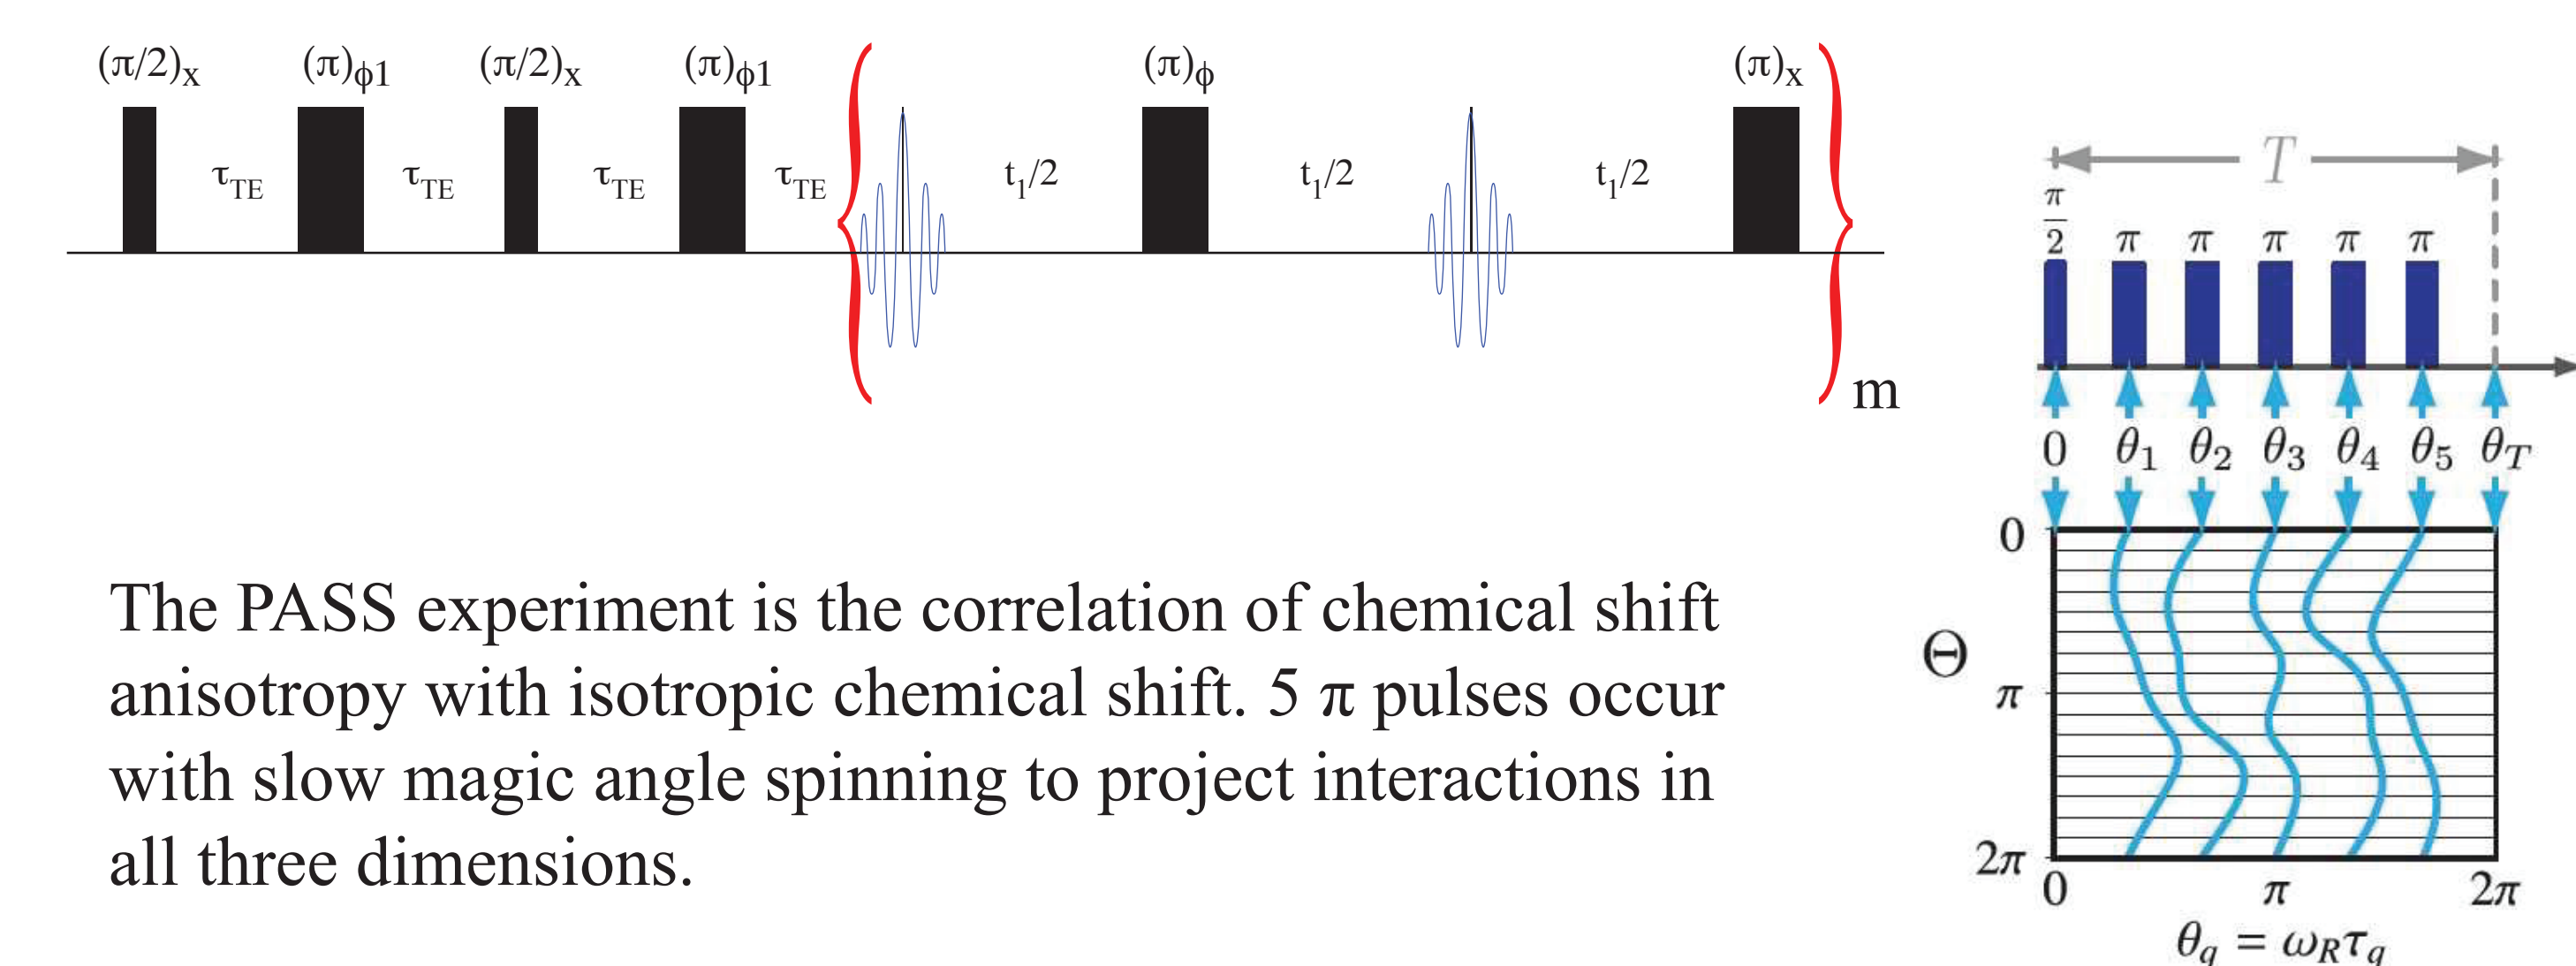 (π/2)x (π)ϕ1 (π/2)x (π)ϕ1 (π)ϕ (π)x
τTE τTE τTE τTE t1/2 t1/2 t1/2
m
The PASS experiment is the correlation of chemical shift
anisotropy with isotropic chemical shift. 5 π pulses occur
with slow magic angle spinning to project interactions in
all three dimensions.
T
π/2 π π π π π
0 θ1 θ2 θ3 θ4 θ5 θT
0
Θ
π
2π
0 π 2π
θq = ωRτq